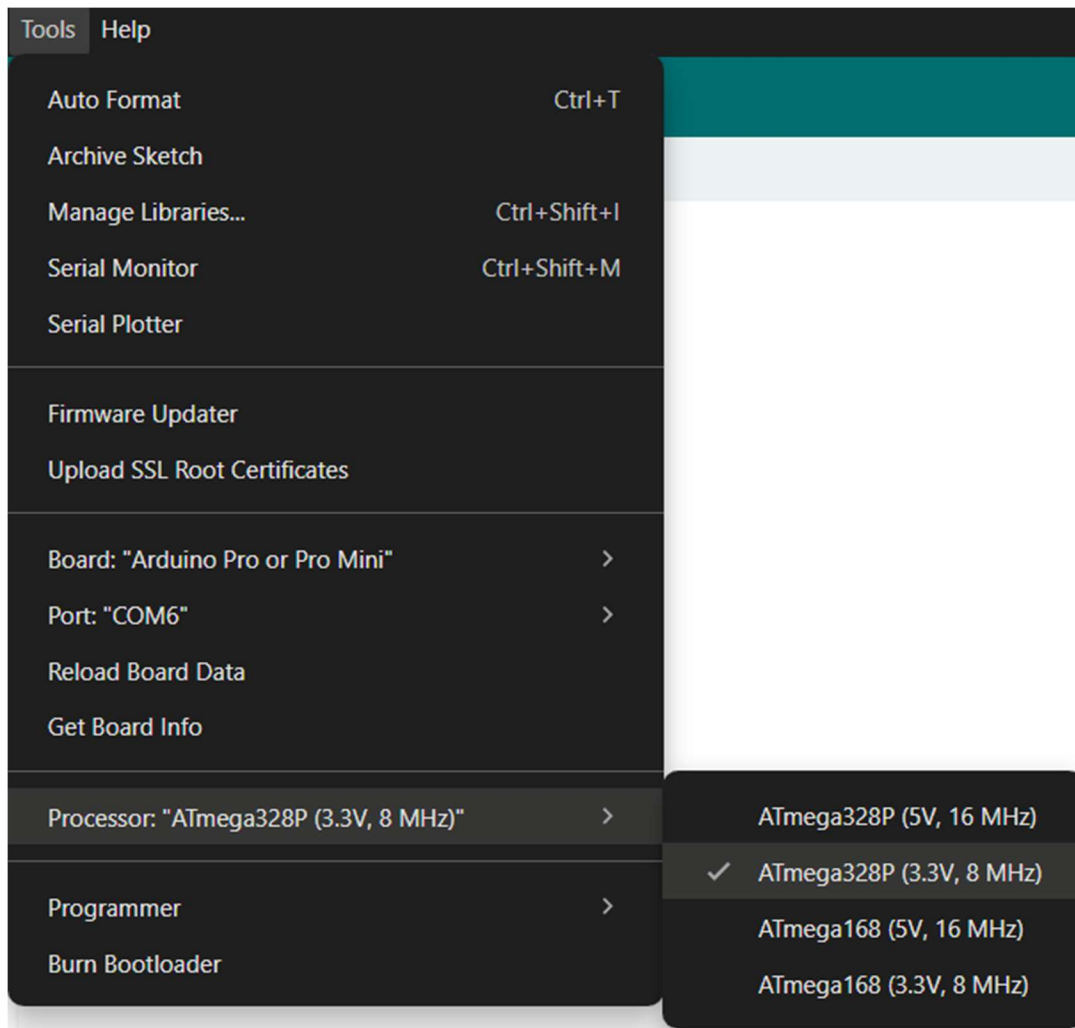 Tools Help
Auto Format Ctrl+T
Archive Sketch
Manage Libraries... Ctrl+Shift+I
Serial Monitor Ctrl+Shift+M
Serial Plotter
Firmware Updater
Upload SSL Root Certificates
Board: "Arduino Pro or Pro Mini"
Port: "COM6"
Reload Board Data
Get Board Info
Processor: "ATmega328P (3.3V, 8 MHz)"
Programmer
Burn Bootloader
ATmega328P (5V, 16 MHz)
ATmega328P (3.3V, 8 MHz)
ATmega168 (5V, 16 MHz)
ATmega168 (3.3V, 8 MHz)